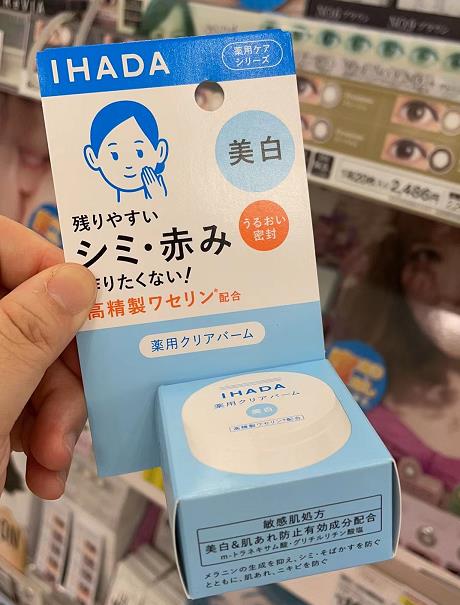 IHADA
薬用ケア
シリーズ
美白
残りやすい
シミ・赤み
うるおい
密封
作りたくない!
高精製ワセリン®配合
薬用クリアバーム
IHADA
薬用クリアバーム
美白
高精製ワセリン®配合
敏感肌処方
美白&肌あれ防止有効成分配合
m-トラネキサム酸・グリチルリチン酸塩
メラニンの生成を抑え、シミ・そばかすを防ぐ
とともに、肌あれ、ニキビを防ぐ
2,486円